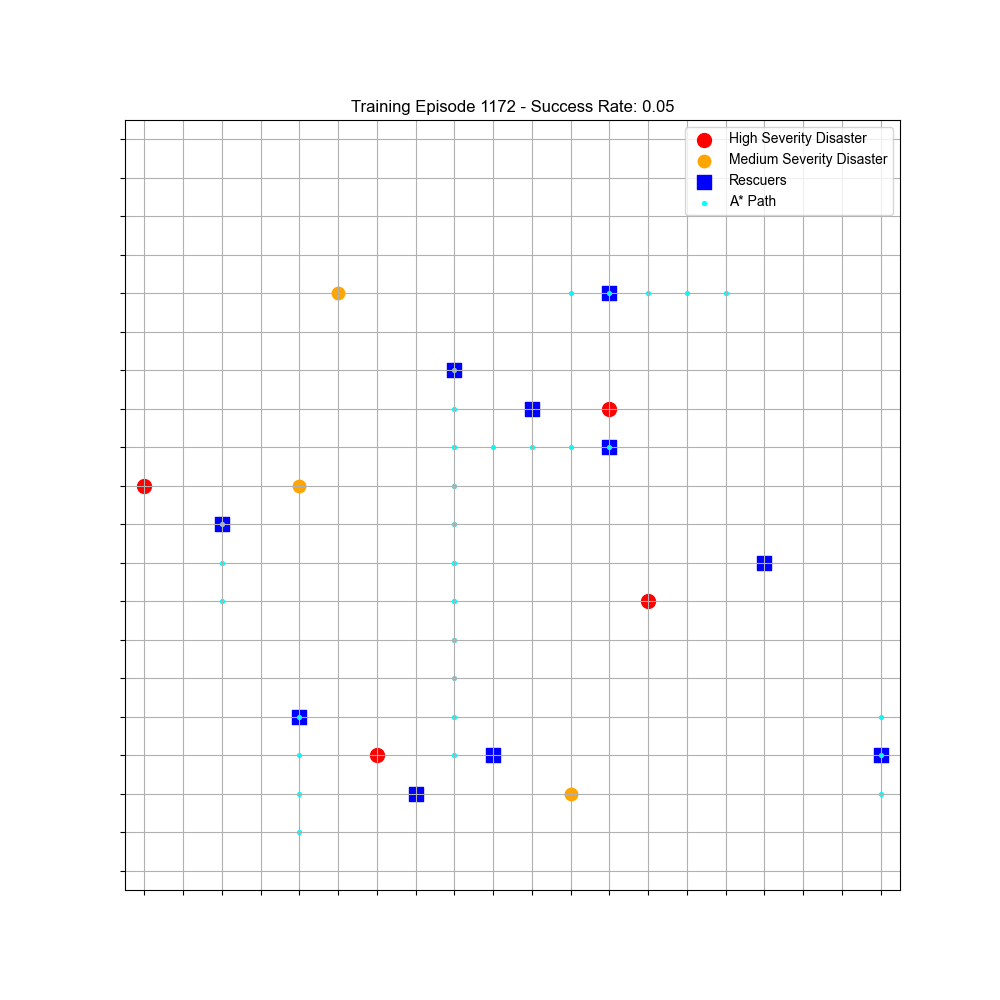 Training Episode 1172 - Success Rate: 0.05
High Severity Disaster
Medium Severity Disaster
Rescuers
A* Path